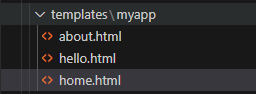 templates\myapp
<> about.html
<> hello.html
<> home.html